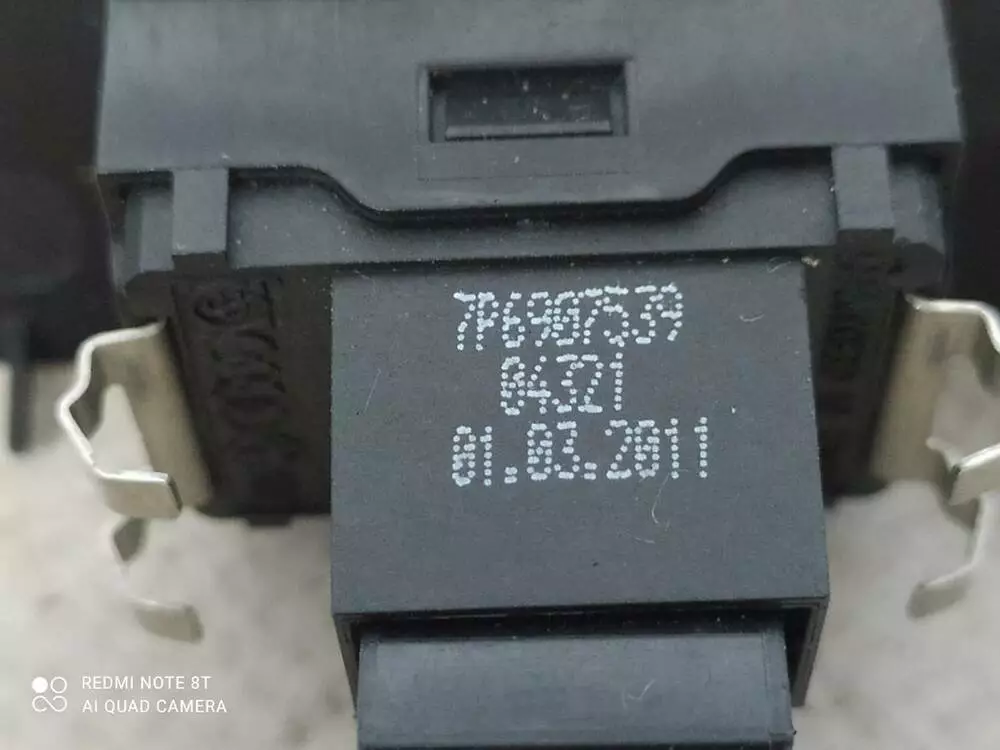 7P6907539
04321
01.03.2011
REDMI NOTE 8T
AI QUAD CAMERA